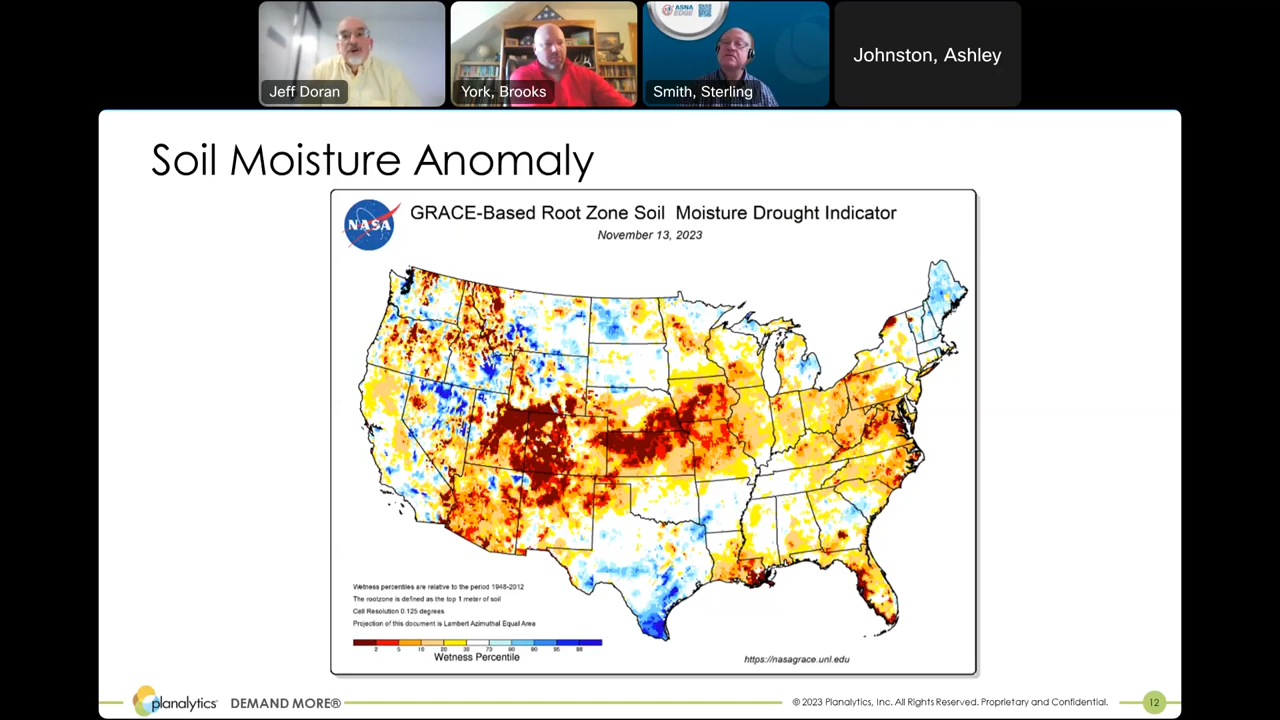 ASNA
EDGE
Jeff Doran
York, Brooks
Smith, Sterling
Johnston, Ashley
Soil Moisture Anomaly
NASA
GRACE-Based Root Zone Soil Moisture Drought Indicator
November 13, 2023
Wetness percentiles are relative to the period 1948-2012
The rootzone is defined as the top 1 meter of soil
Cell Resolution 0.125 degrees
Projection of this document is Lambert Azimuthal Equal Area
2 5 10 20 30 70 80 90 95 98
Wetness Percentile
https://nasagrace.unl.edu
planalytics
DEMAND MORE®
© 2023 Planalytics, Inc. All Rights Reserved. Proprietary and Confidential.
12